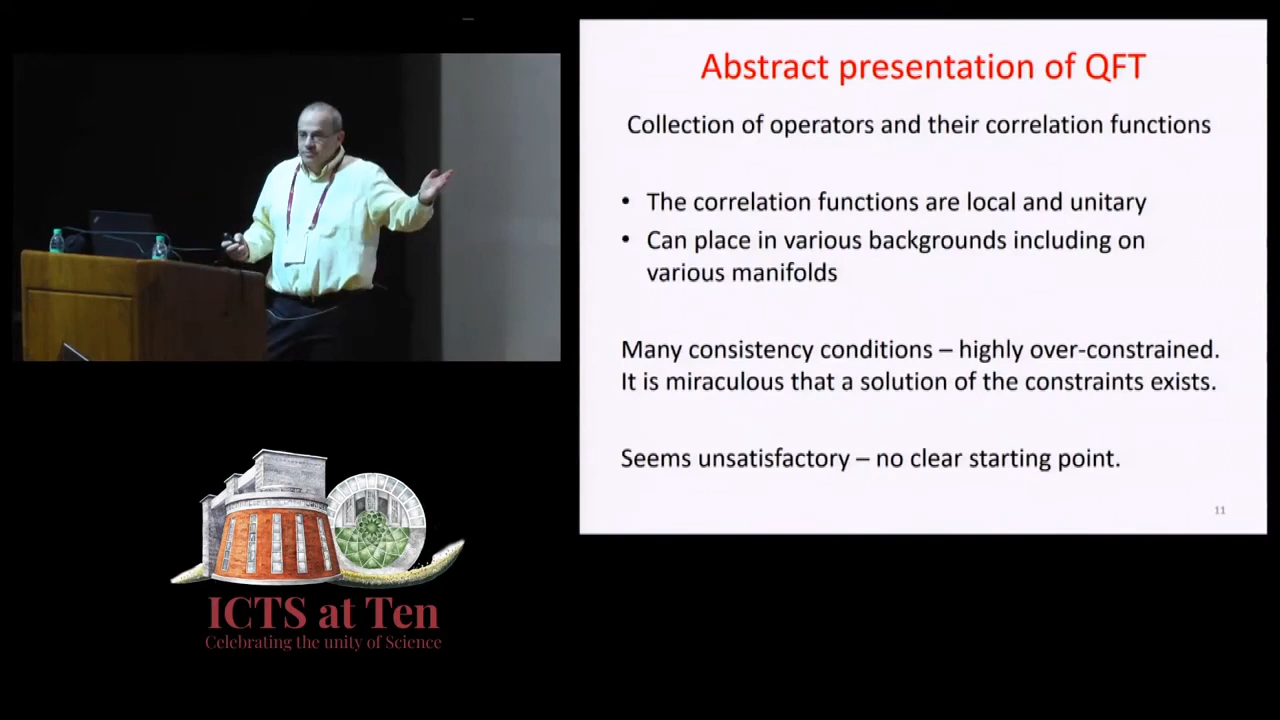 Abstract presentation of QFT
Collection of operators and their correlation functions
• The correlation functions are local and unitary
• Can place in various backgrounds including on
various manifolds
Many consistency conditions – highly over-constrained.
It is miraculous that a solution of the constraints exists.
Seems unsatisfactory – no clear starting point.
11
ICTS at Ten
Celebrating the unity of Science